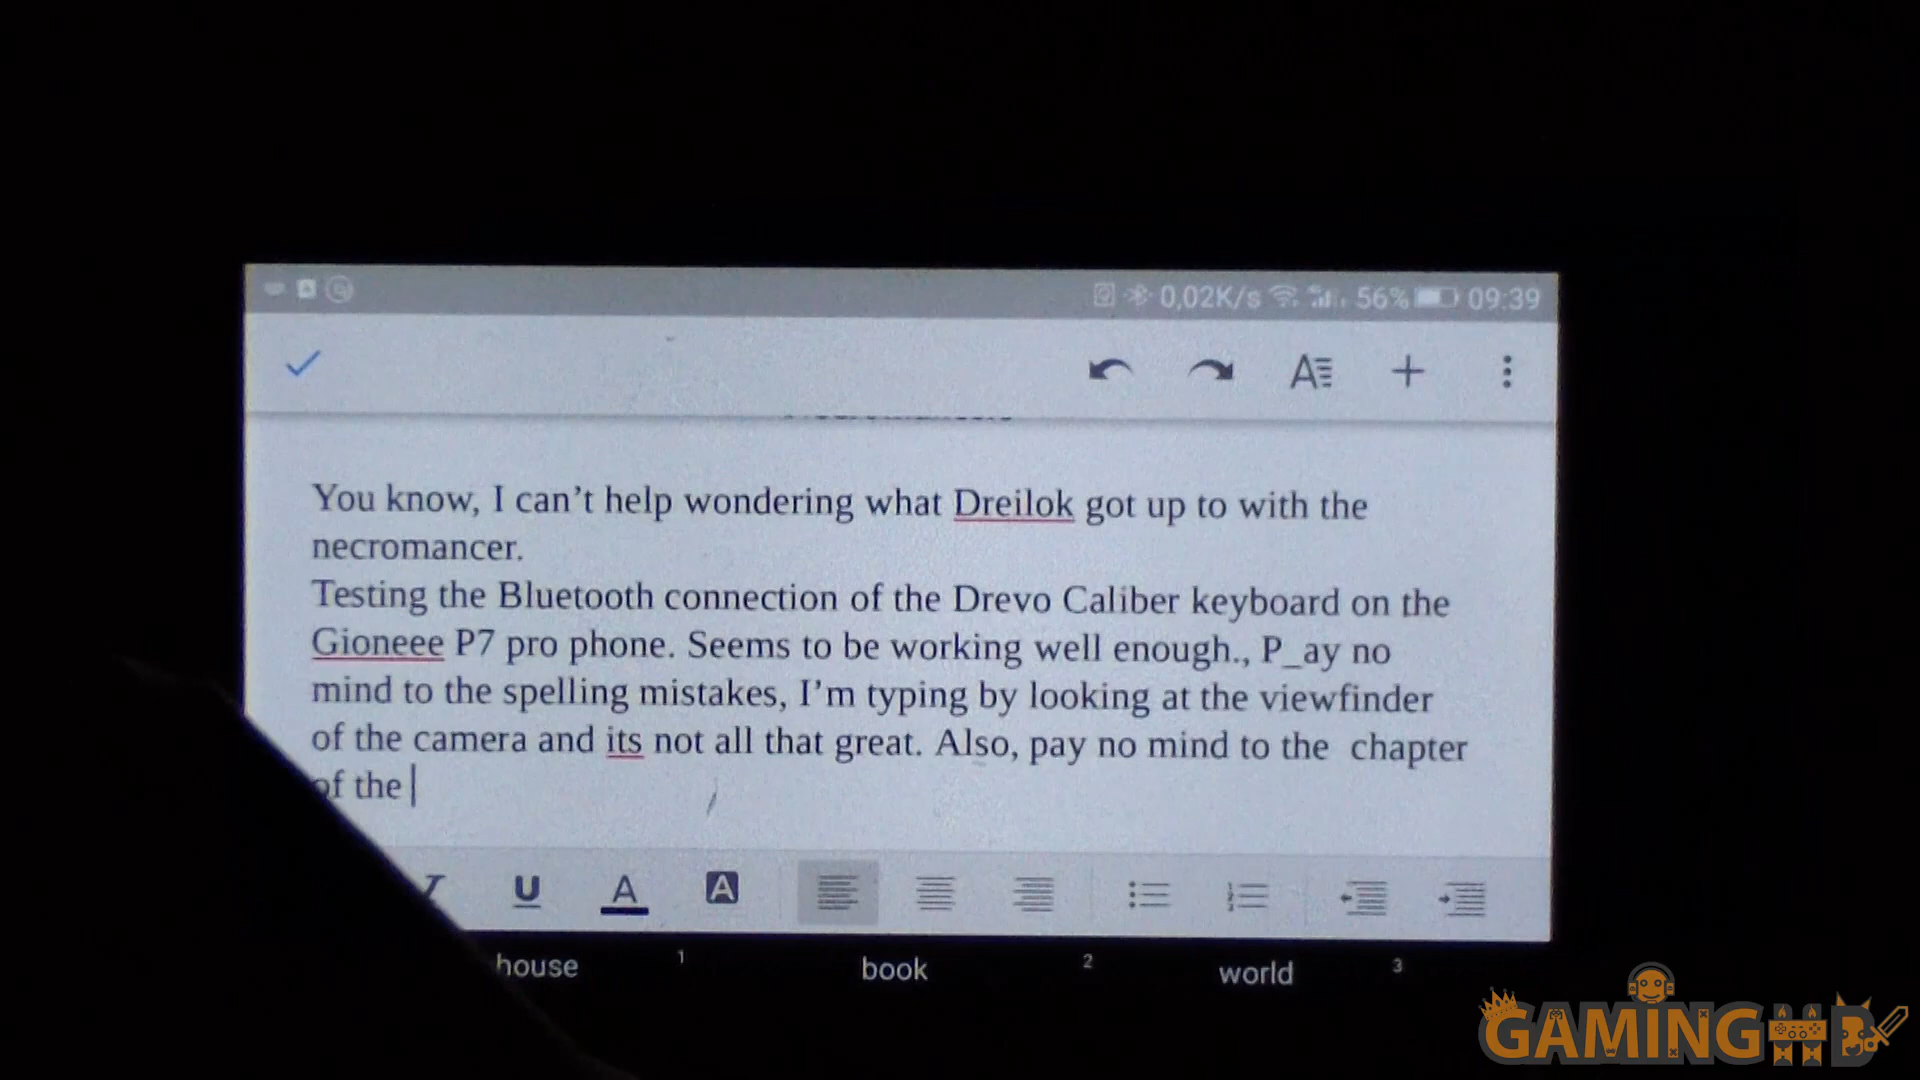 0,02K/s 56% 09:39
You know, I can’t help wondering what Dreilok got up to with the
necromancer.
Testing the Bluetooth connection of the Drevo Caliber keyboard on the
Gioneee P7 pro phone. Seems to be working well enough., P_ay no
mind to the spelling mistakes, I’m typing by looking at the viewfinder
of the camera and its not all that great. Also, pay no mind to the  chapter
of the
I U A A
house 1 book 2 world 3
GAMINGHB